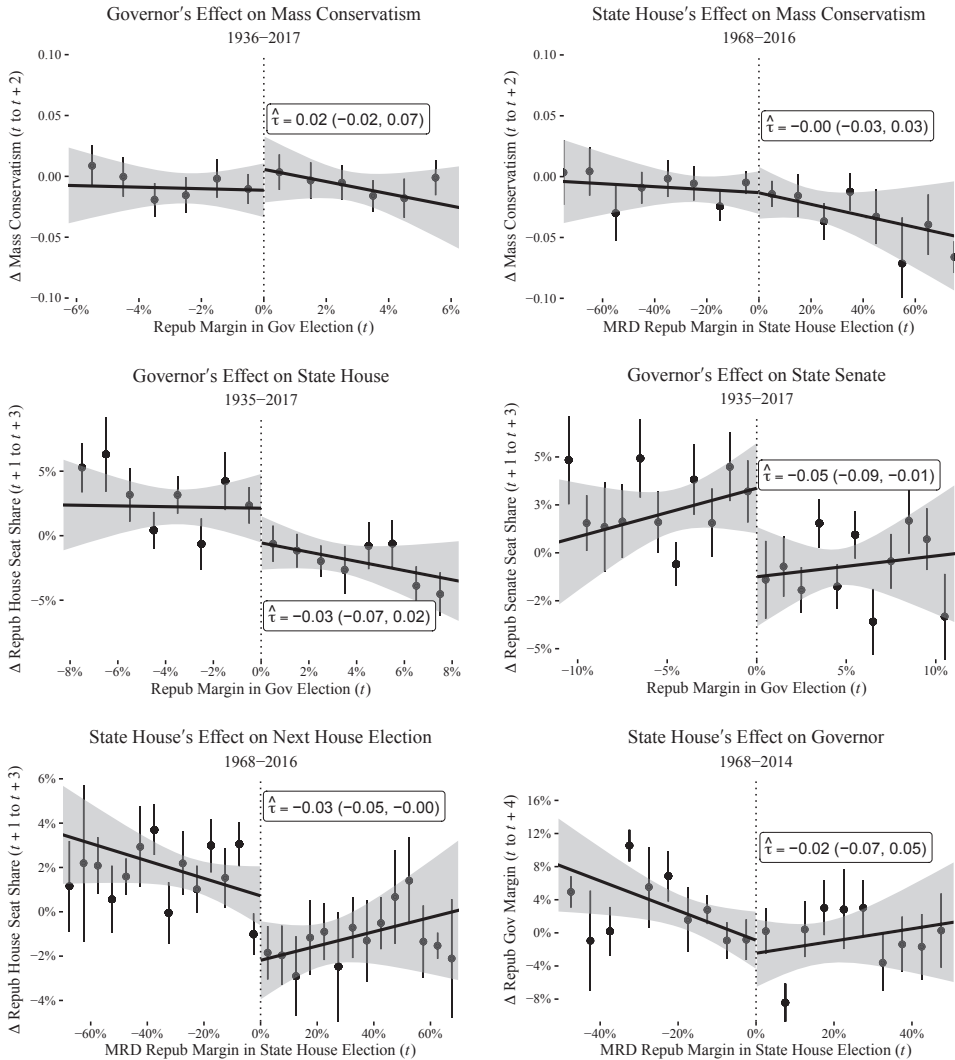 Governor's Effect on Mass Conservatism
1936−2017
Δ Mass Conservatism (t to t + 2)
0.10
0.05
0.00
−0.05
−0.10
τ̂ = 0.02 (−0.02, 0.07)
−6% −4% −2% 0% 2% 4% 6%
Repub Margin in Gov Election (t)
State House's Effect on Mass Conservatism
1968−2016
Δ Mass Conservatism (t to t + 2)
0.10
0.05
0.00
−0.05
−0.10
τ̂ = −0.00 (−0.03, 0.03)
−60% −40% −20% 0% 20% 40% 60%
MRD Repub Margin in State House Election (t)
Governor's Effect on State House
1935−2017
Δ Repub House Seat Share (t + 1 to t + 3)
5%
0%
−5%
τ̂ = −0.03 (−0.07, 0.02)
−8% −6% −4% −2% 0% 2% 4% 6% 8%
Repub Margin in Gov Election (t)
Governor's Effect on State Senate
1935−2017
Δ Repub Senate Seat Share (t + 1 to t + 3)
5%
3%
0%
−2%
−5%
τ̂ = −0.05 (−0.09, −0.01)
−10% −5% 0% 5% 10%
Repub Margin in Gov Election (t)
State House's Effect on Next House Election
1968−2016
Δ Repub House Seat Share (t + 1 to t + 3)
6%
4%
2%
0%
−2%
−4%
τ̂ = −0.03 (−0.05, −0.00)
−60% −40% −20% 0% 20% 40% 60%
MRD Repub Margin in State House Election (t)
State House's Effect on Governor
1968−2014
Δ Repub Gov Margin (t to t + 4)
16%
12%
8%
4%
0%
−4%
−8%
τ̂ = −0.02 (−0.07, 0.05)
−40% −20% 0% 20% 40%
MRD Repub Margin in State House Election (t)